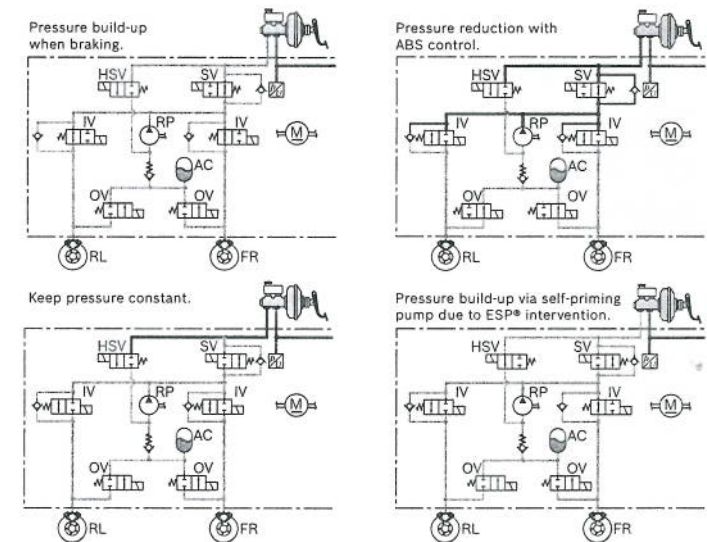 Pressure build-up
when braking.
HSV
SV
IV
RP
IV
M
AC
OV
OV
RL
FR
Pressure reduction with
ABS control.
HSV
SV
IV
RP
IV
M
AC
OV
OV
RL
FR
Keep pressure constant.
HSV
SV
IV
RP
IV
M
AC
OV
OV
RL
FR
Pressure build-up via self-priming
pump due to ESP® intervention.
HSV
SV
IV
RP
IV
M
AC
OV
OV
RL
FR